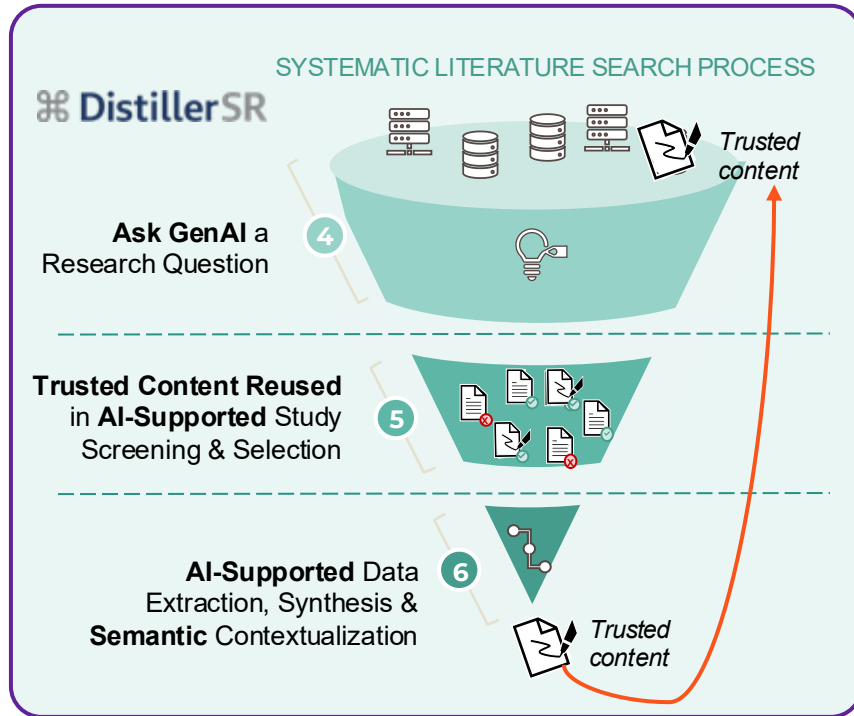 SYSTEMATIC LITERATURE SEARCH PROCESS
DistillerSR
Trusted
content
Ask GenAI a
Research Question
4
Trusted Content Reused
in AI-Supported Study
Screening & Selection
5
AI-Supported Data
Extraction, Synthesis &
Semantic Contextualization
6
Trusted
content